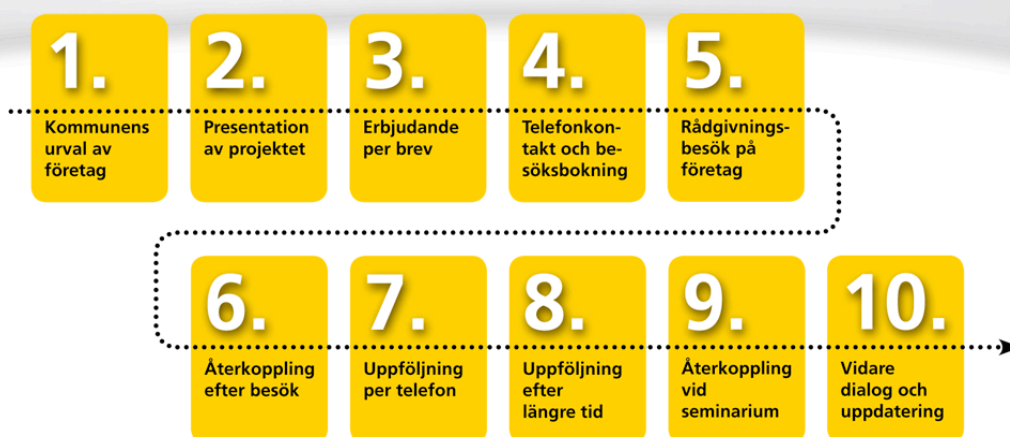 1.
Kommunens
urval av
företag
2.
Presentation
av projektet
3.
Erbjudande
per brev
4.
Telefonkon-
takt och be-
söksbokning
5.
Rådgivnings-
besök på
företag
6.
Återkoppling
efter besök
7.
Uppföljning
per telefon
8.
Uppföljning
efter
längre tid
9.
Återkoppling
vid
seminarium
10.
Vidare
dialog och
uppdatering